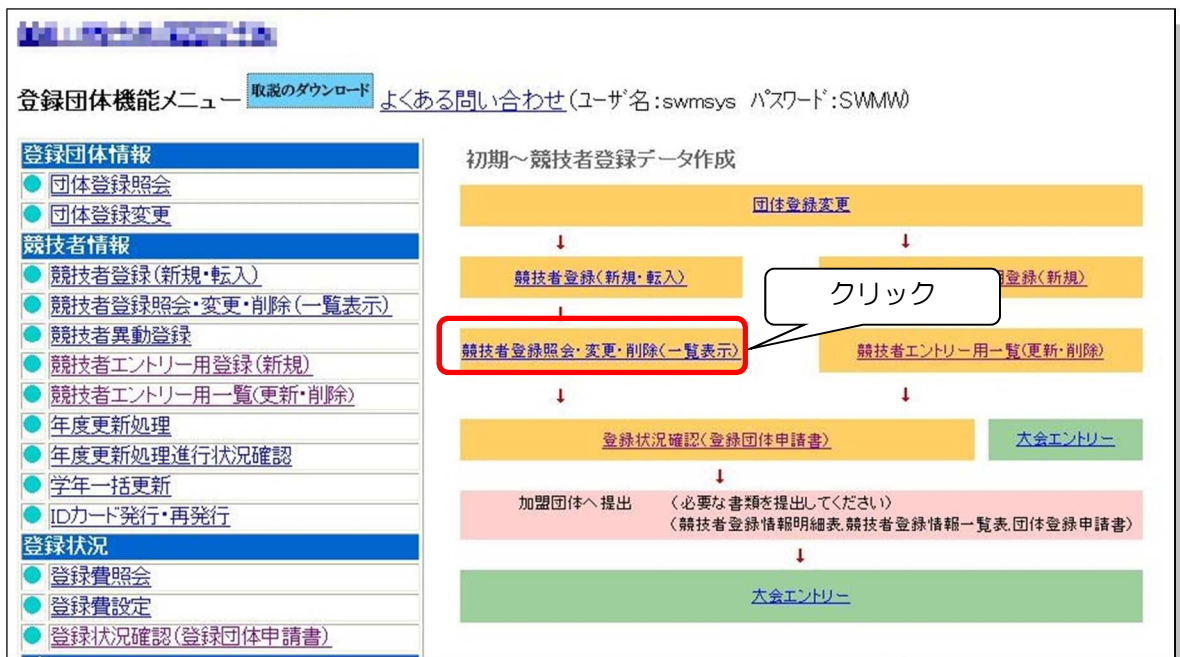 登録団体機能メニュー 取説のダウンロード よくある問い合わせ(ユーザ名:swmsys パスワード:SWMW)
登録団体情報
団体登録照会
団体登録変更
競技者情報
競技者登録(新規・転入)
競技者登録照会・変更・削除(一覧表示)
競技者異動登録
競技者エントリー用登録(新規)
競技者エントリー用一覧(更新・削除)
年度更新処理
年度更新処理進行状況確認
学年一括更新
IDカード発行・再発行
登録状況
登録費照会
登録費設定
登録状況確認(登録団体申請書)
初期～競技者登録データ作成
団体登録変更
↓ ↓
競技者登録(新規・転入) 用登録(新規)
クリック
↓
競技者登録照会・変更・削除(一覧表示) 競技者エントリー用一覧(更新・削除)
↓ ↓
登録状況確認(登録団体申請書) 大会エントリー
↓
加盟団体へ提出 (必要な書類を提出してください)
(競技者登録情報明細表.競技者登録情報一覧表.団体登録申請書)
↓
大会エントリー